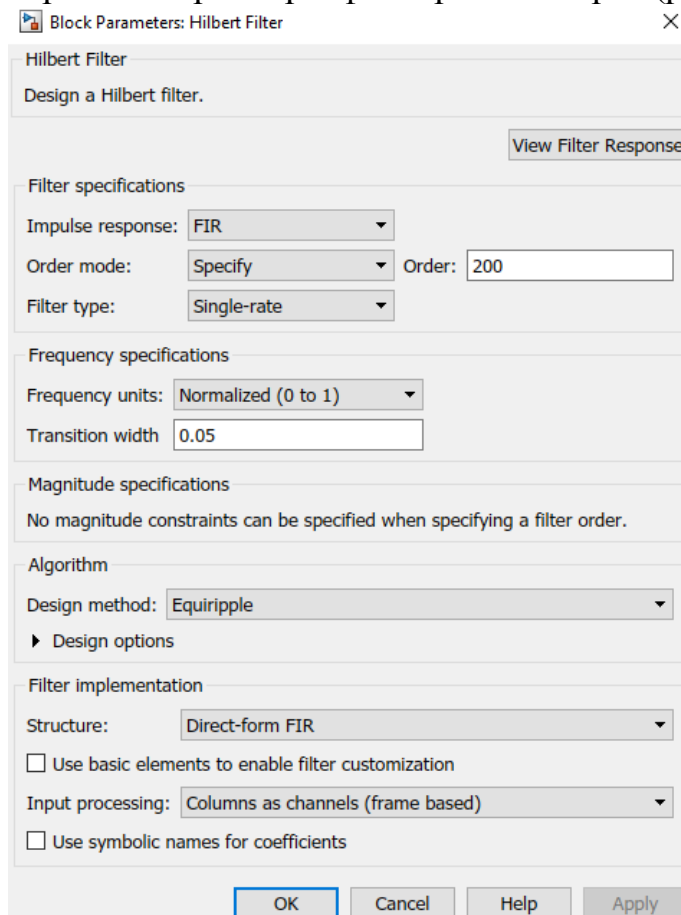 Block Parameters: Hilbert Filter
Hilbert Filter
Design a Hilbert filter.
View Filter Response
Filter specifications
Impulse response: FIR
Order mode: Specify Order: 200
Filter type: Single-rate
Frequency specifications
Frequency units: Normalized (0 to 1)
Transition width 0.05
Magnitude specifications
No magnitude constraints can be specified when specifying a filter order.
Algorithm
Design method: Equiripple
Design options
Filter implementation
Structure: Direct-form FIR
Use basic elements to enable filter customization
Input processing: Columns as channels (frame based)
Use symbolic names for coefficients
OK Cancel Help Apply